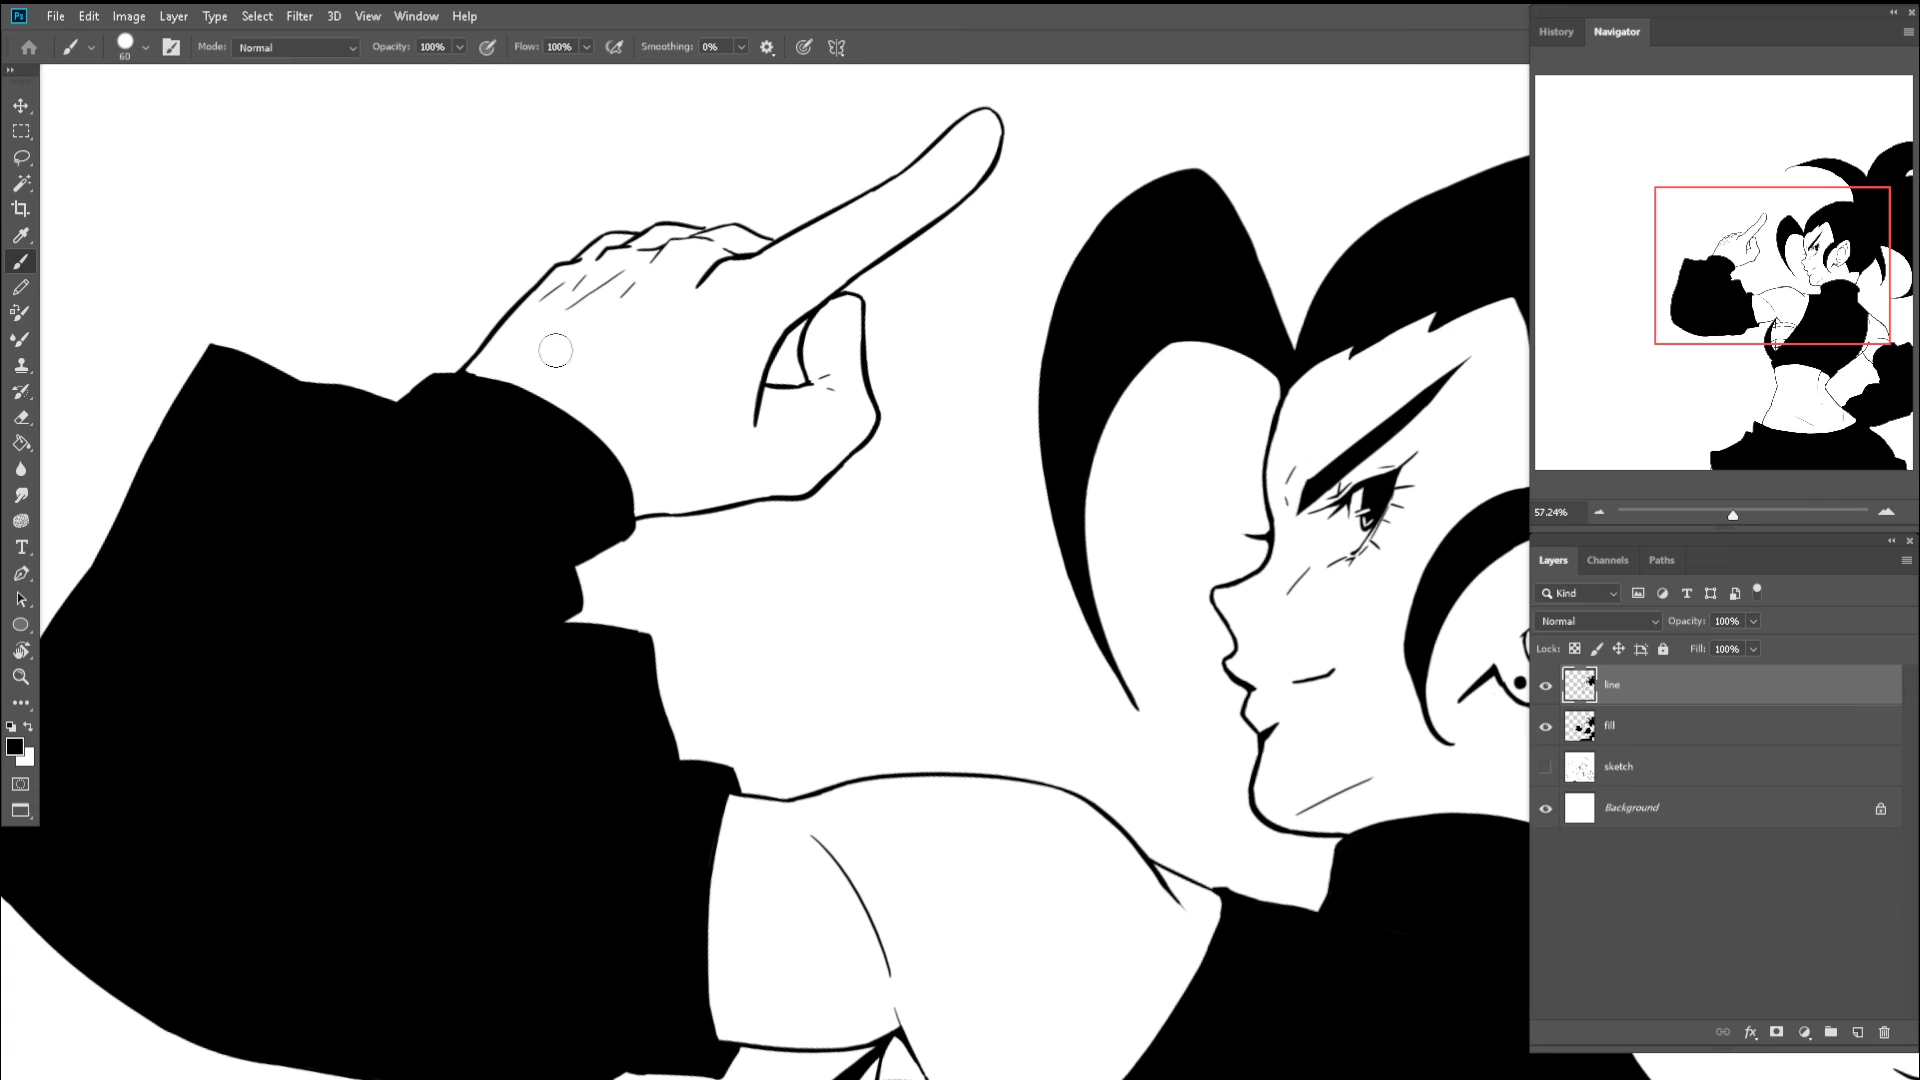 Ps File Edit Image Layer Type Select Filter 3D View Window Help
60 Mode: Normal Opacity: 100% Flow: 100% Smoothing: 0%
History Navigator
57.24%
Layers Channels Paths
Kind
Normal Opacity: 100%
Lock: Fill: 100%
line
fill
sketch
Background
fx